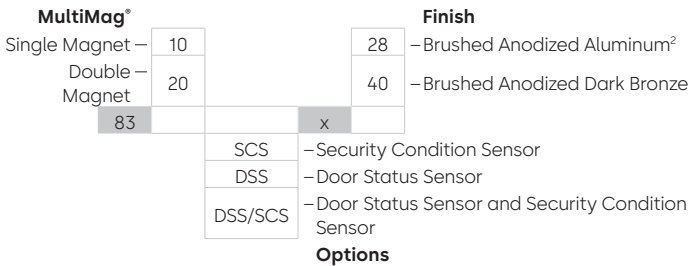 MultiMag®
Finish
Single Magnet – 10
28 –Brushed Anodized Aluminum²
Double –
Magnet
20
40 –Brushed Anodized Dark Bronze
83
x
SCS –Security Condition Sensor
DSS –Door Status Sensor
DSS/SCS –Door Status Sensor and Security Condition
Sensor
Options